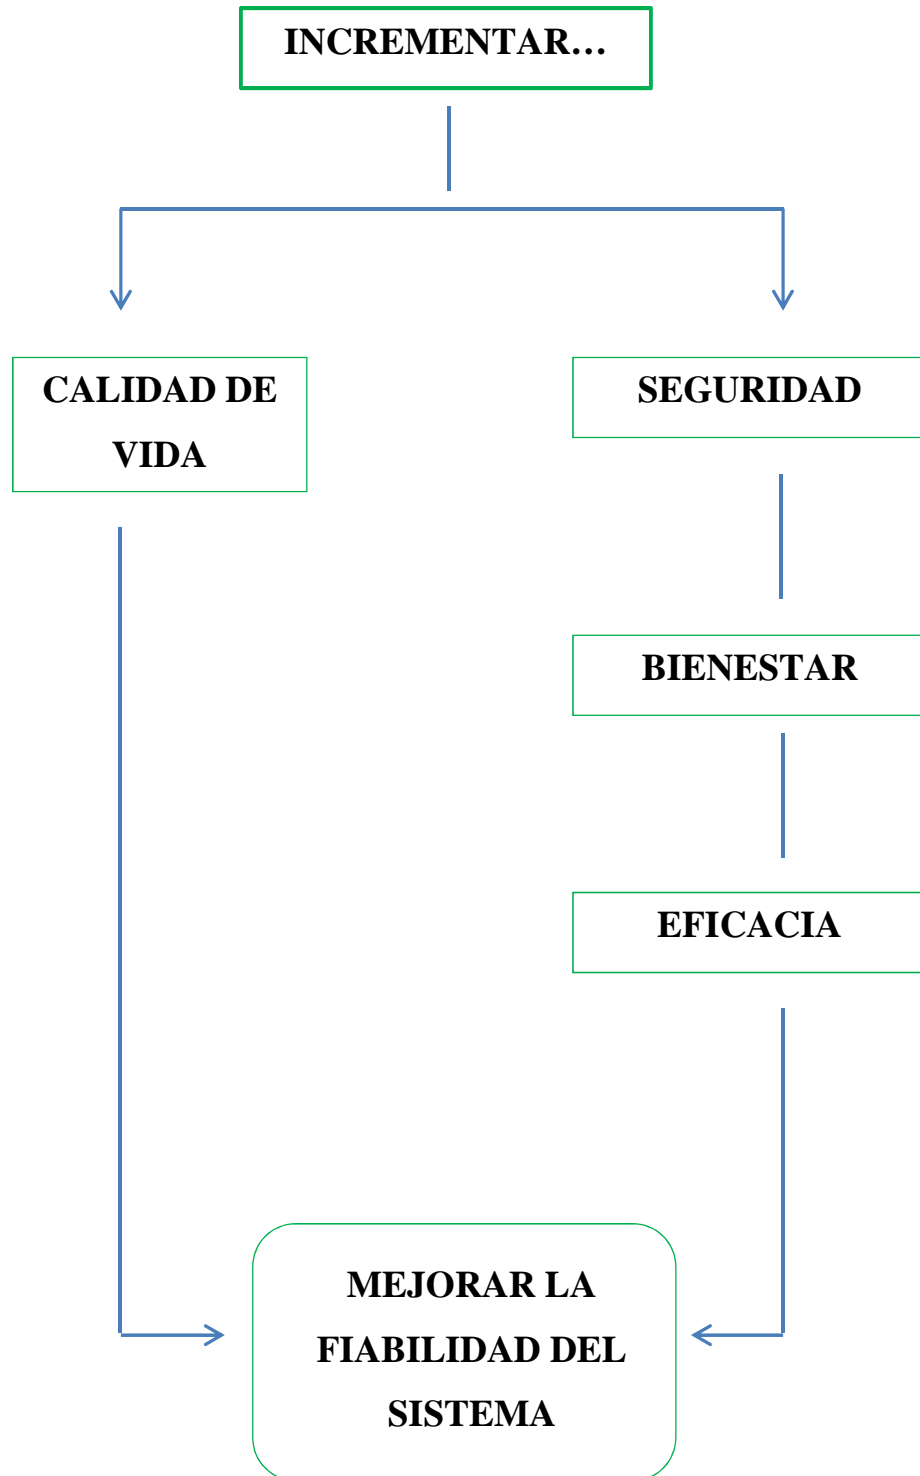 INCREMENTAR…
CALIDAD DE
VIDA
SEGURIDAD
BIENESTAR
EFICACIA
MEJORAR LA
FIABILIDAD DEL
SISTEMA